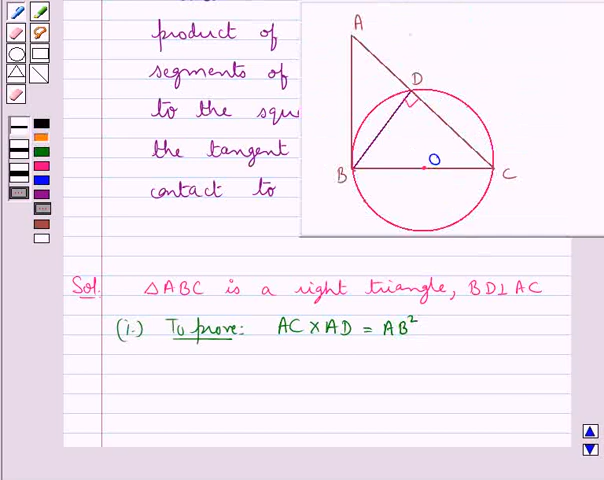 product of
segments of
to the squ
the tangent
contact to
A
D
B
O
C
Sol. △ABC is a right triangle, BD⊥AC
(i.) To prove: AC×AD = AB²